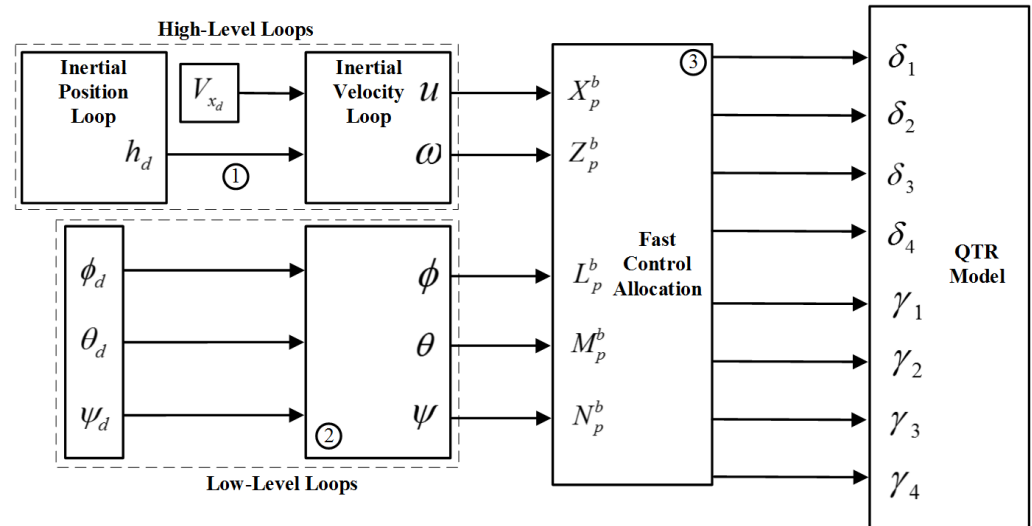 High-Level Loops
Inertial
Position
Loop
h_d
V_{x_d}
①
Inertial
Velocity
Loop
u
ω
ϕ_d
θ_d
ψ_d
②
ϕ
θ
ψ
Low-Level Loops
③
X_p^b
Z_p^b
L_p^b
M_p^b
N_p^b
Fast
Control
Allocation
δ_1
δ_2
δ_3
δ_4
γ_1
γ_2
γ_3
γ_4
QTR
Model